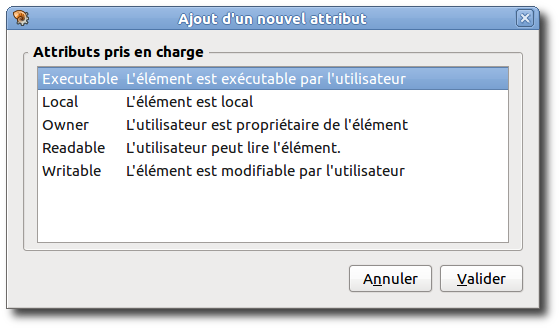 Ajout d'un nouvel attribut
Attributs pris en charge
Executable L'élément est exécutable par l'utilisateur
Local L'élément est local
Owner L'utilisateur est propriétaire de l'élément
Readable L'utilisateur peut lire l'élément.
Writable L'élément est modifiable par l'utilisateur
Annuler Valider